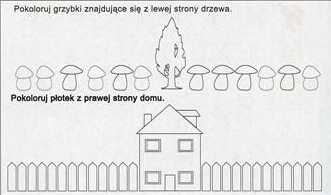 Pokoloruj grzybki znajdujące się z lewej strony drzewa.
Pokoloruj płotek z prawej strony domu.